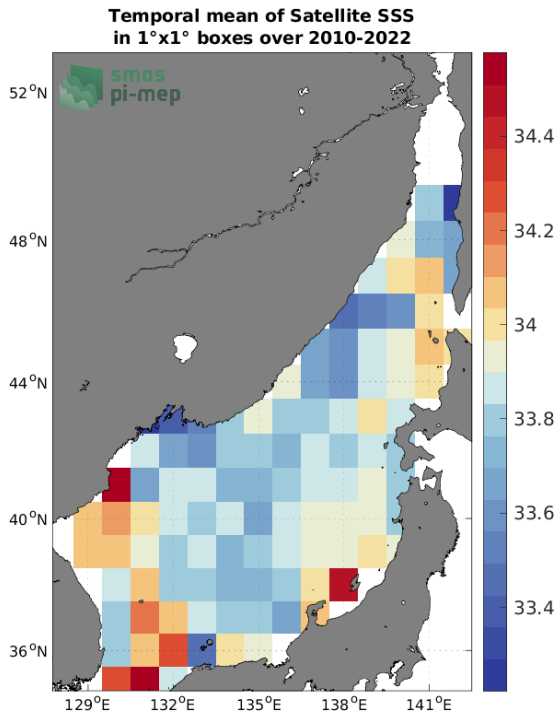 Temporal mean of Satellite SSS
in 1°x1° boxes over 2010-2022
smos
pi-mep
52°N
48°N
44°N
40°N
36°N
129°E
132°E
135°E
138°E
141°E
34.4
34.2
34
33.8
33.6
33.4